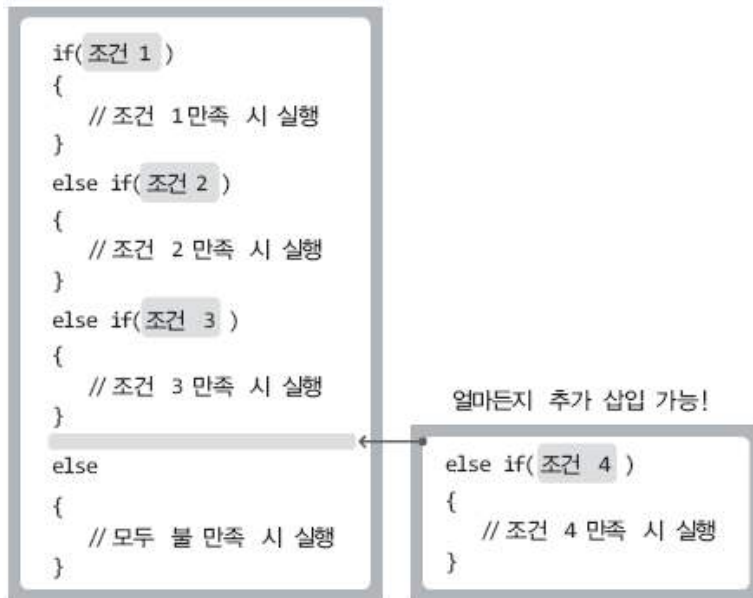 if(조건 1 )
{
// 조건 1만족 시 실행
}
else if(조건 2 )
{
// 조건 2 만족 시 실행
}
else if(조건 3 )
{
// 조건 3 만족 시 실행
}
else
{
// 모두 불 만족 시 실행
}
얼마든지 추가 삽입 가능!
else if( 조건 4 )
{
// 조건 4 만족 시 실행
}